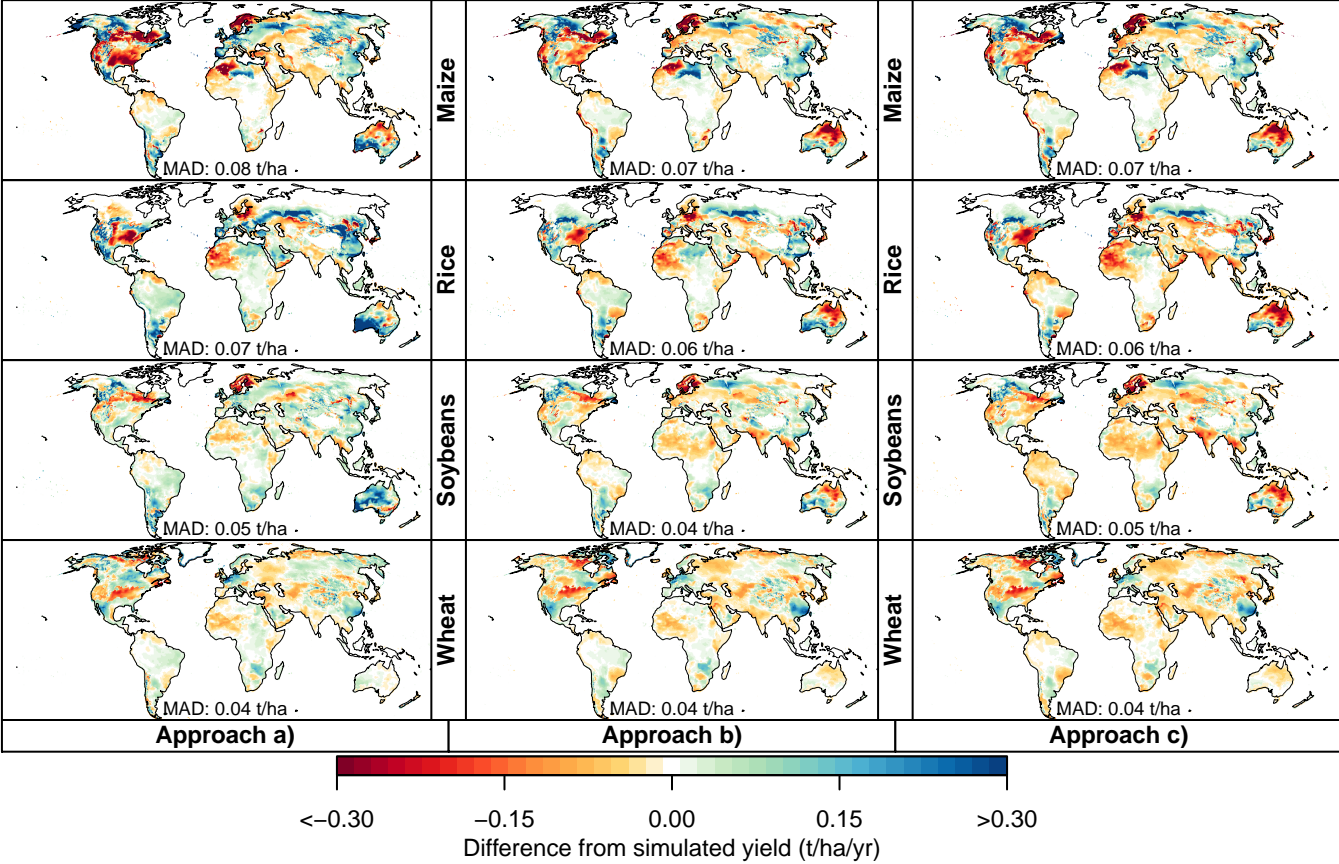 MAD: 0.08 t/ha
Maize
MAD: 0.07 t/ha
Maize
MAD: 0.07 t/ha
MAD: 0.07 t/ha
Rice
MAD: 0.06 t/ha
Rice
MAD: 0.06 t/ha
MAD: 0.05 t/ha
Soybeans
MAD: 0.04 t/ha
Soybeans
MAD: 0.05 t/ha
MAD: 0.04 t/ha
Wheat
MAD: 0.04 t/ha
Wheat
MAD: 0.04 t/ha
Approach a)
Approach b)
Approach c)
<−0.30 −0.15 0.00 0.15 >0.30
Difference from simulated yield (t/ha/yr)